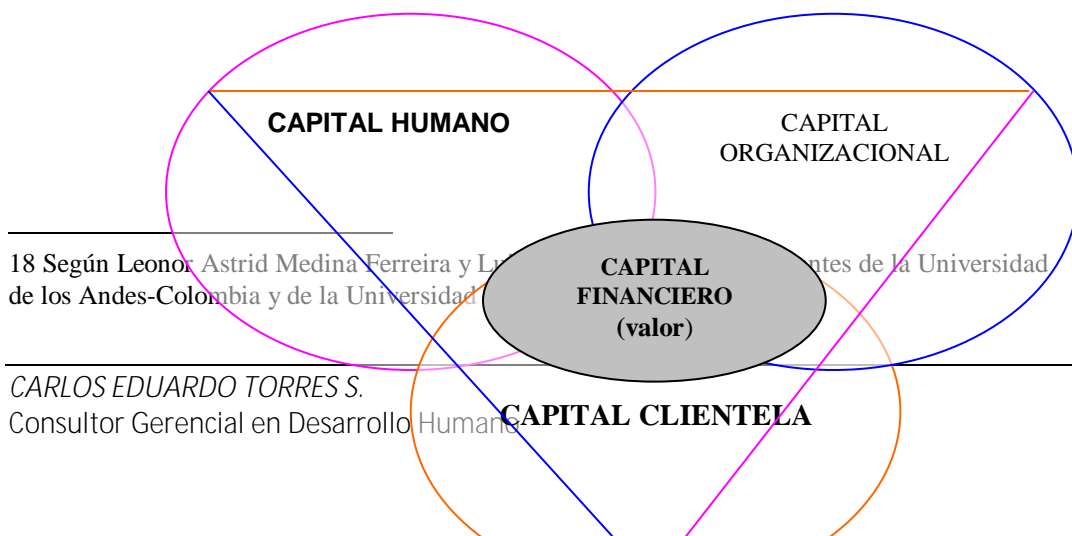 CAPITAL HUMANO
CAPITAL
ORGANIZACIONAL
CAPITAL
FINANCIERO
(valor)
18 Según Leonor Astrid Medina Ferreira y ntes de la Universidad
de los Andes-Colombia y de la Universidad
CAPITAL CLIENTELA
CARLOS EDUARDO TORRES S.
Consultor Gerencial en Desarrollo Humano